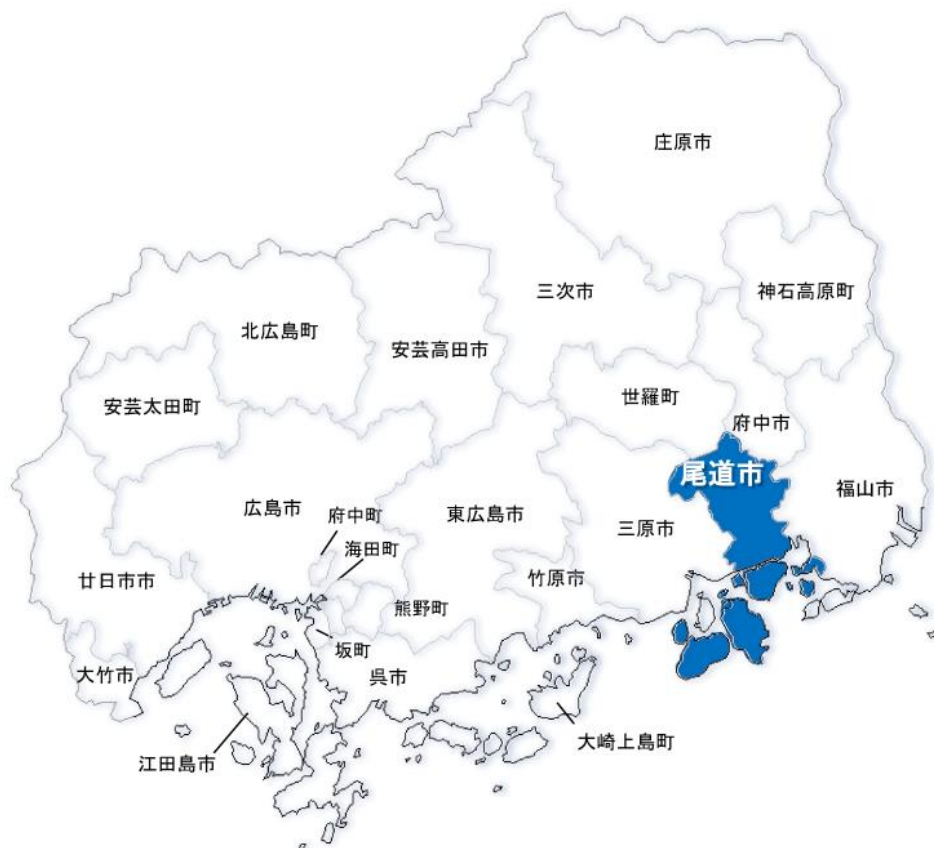 庄原市
三次市
神石高原町
北広島町
安芸高田市
世羅町
安芸太田町
府中市
尾道市
福山市
広島市
府中町
東広島市
三原市
海田町
廿日市市
竹原市
熊野町
坂町
大竹市
呉市
大崎上島町
江田島市